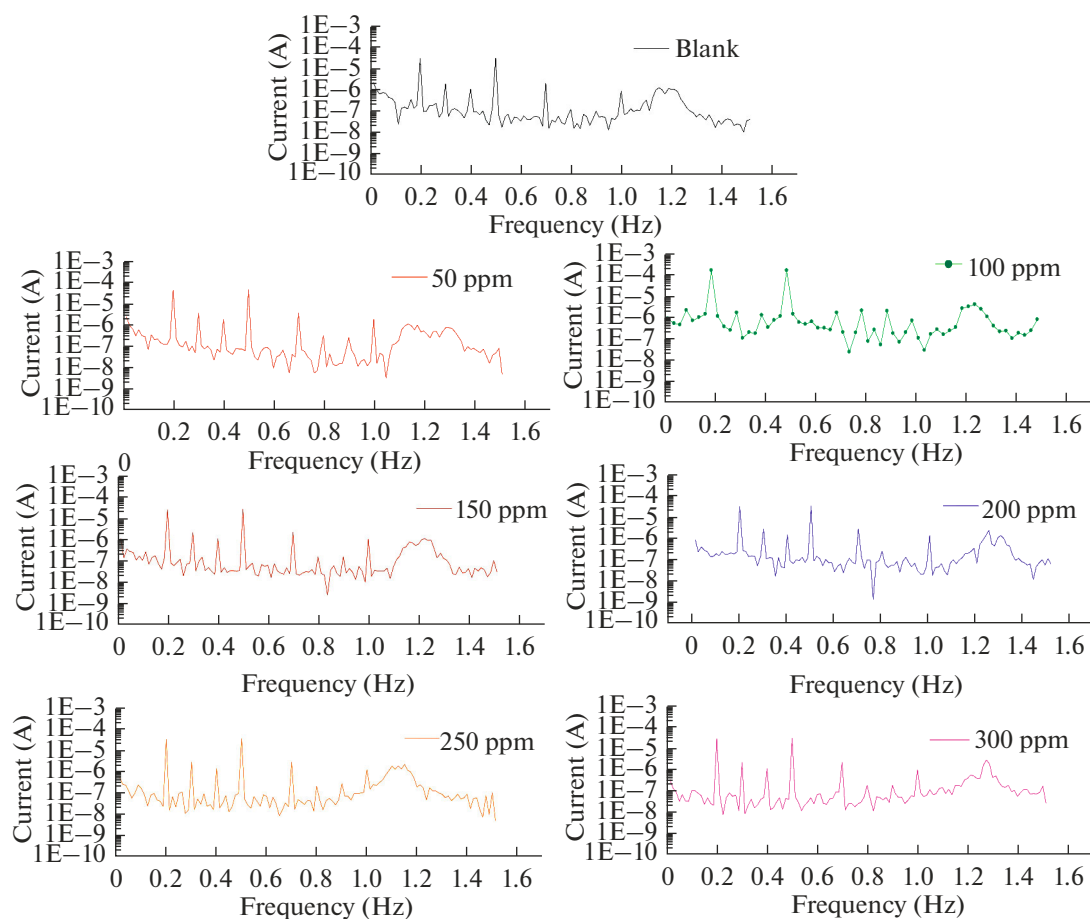 1E−3
1E−4
1E−5
1E−6
1E−7
1E−8
1E−9
1E−10
Current (A)
Blank
0 0.2 0.4 0.6 0.8 1.0 1.2 1.4 1.6
Frequency (Hz)
1E−3
1E−4
1E−5
1E−6
1E−7
1E−8
1E−9
1E−10
Current (A)
50 ppm
0.2 0.4 0.6 0.8 1.0 1.2 1.4 1.6
0
Frequency (Hz)
1E−3
1E−4
1E−5
1E−6
1E−7
1E−8
1E−9
1E−10
Current (A)
100 ppm
0 0.2 0.4 0.6 0.8 1.0 1.2 1.4 1.6
Frequency (Hz)
1E−3
1E−4
1E−5
1E−6
1E−7
1E−8
1E−9
1E−10
Current (A)
150 ppm
0 0.2 0.4 0.6 0.8 1.0 1.2 1.4 1.6
Frequency (Hz)
1E−3
1E−4
1E−5
1E−6
1E−7
1E−8
1E−9
1E−10
Current (A)
200 ppm
0 0.2 0.4 0.6 0.8 1.0 1.2 1.4 1.6
Frequency (Hz)
1E−3
1E−4
1E−5
1E−6
1E−7
1E−8
1E−9
1E−10
Current (A)
250 ppm
0 0.2 0.4 0.6 0.8 1.0 1.2 1.4 1.6
Frequency (Hz)
1E−3
1E−4
1E−5
1E−6
1E−7
1E−8
1E−9
1E−10
Current (A)
300 ppm
0 0.2 0.4 0.6 0.8 1.0 1.2 1.4 1.6
Frequency (Hz)